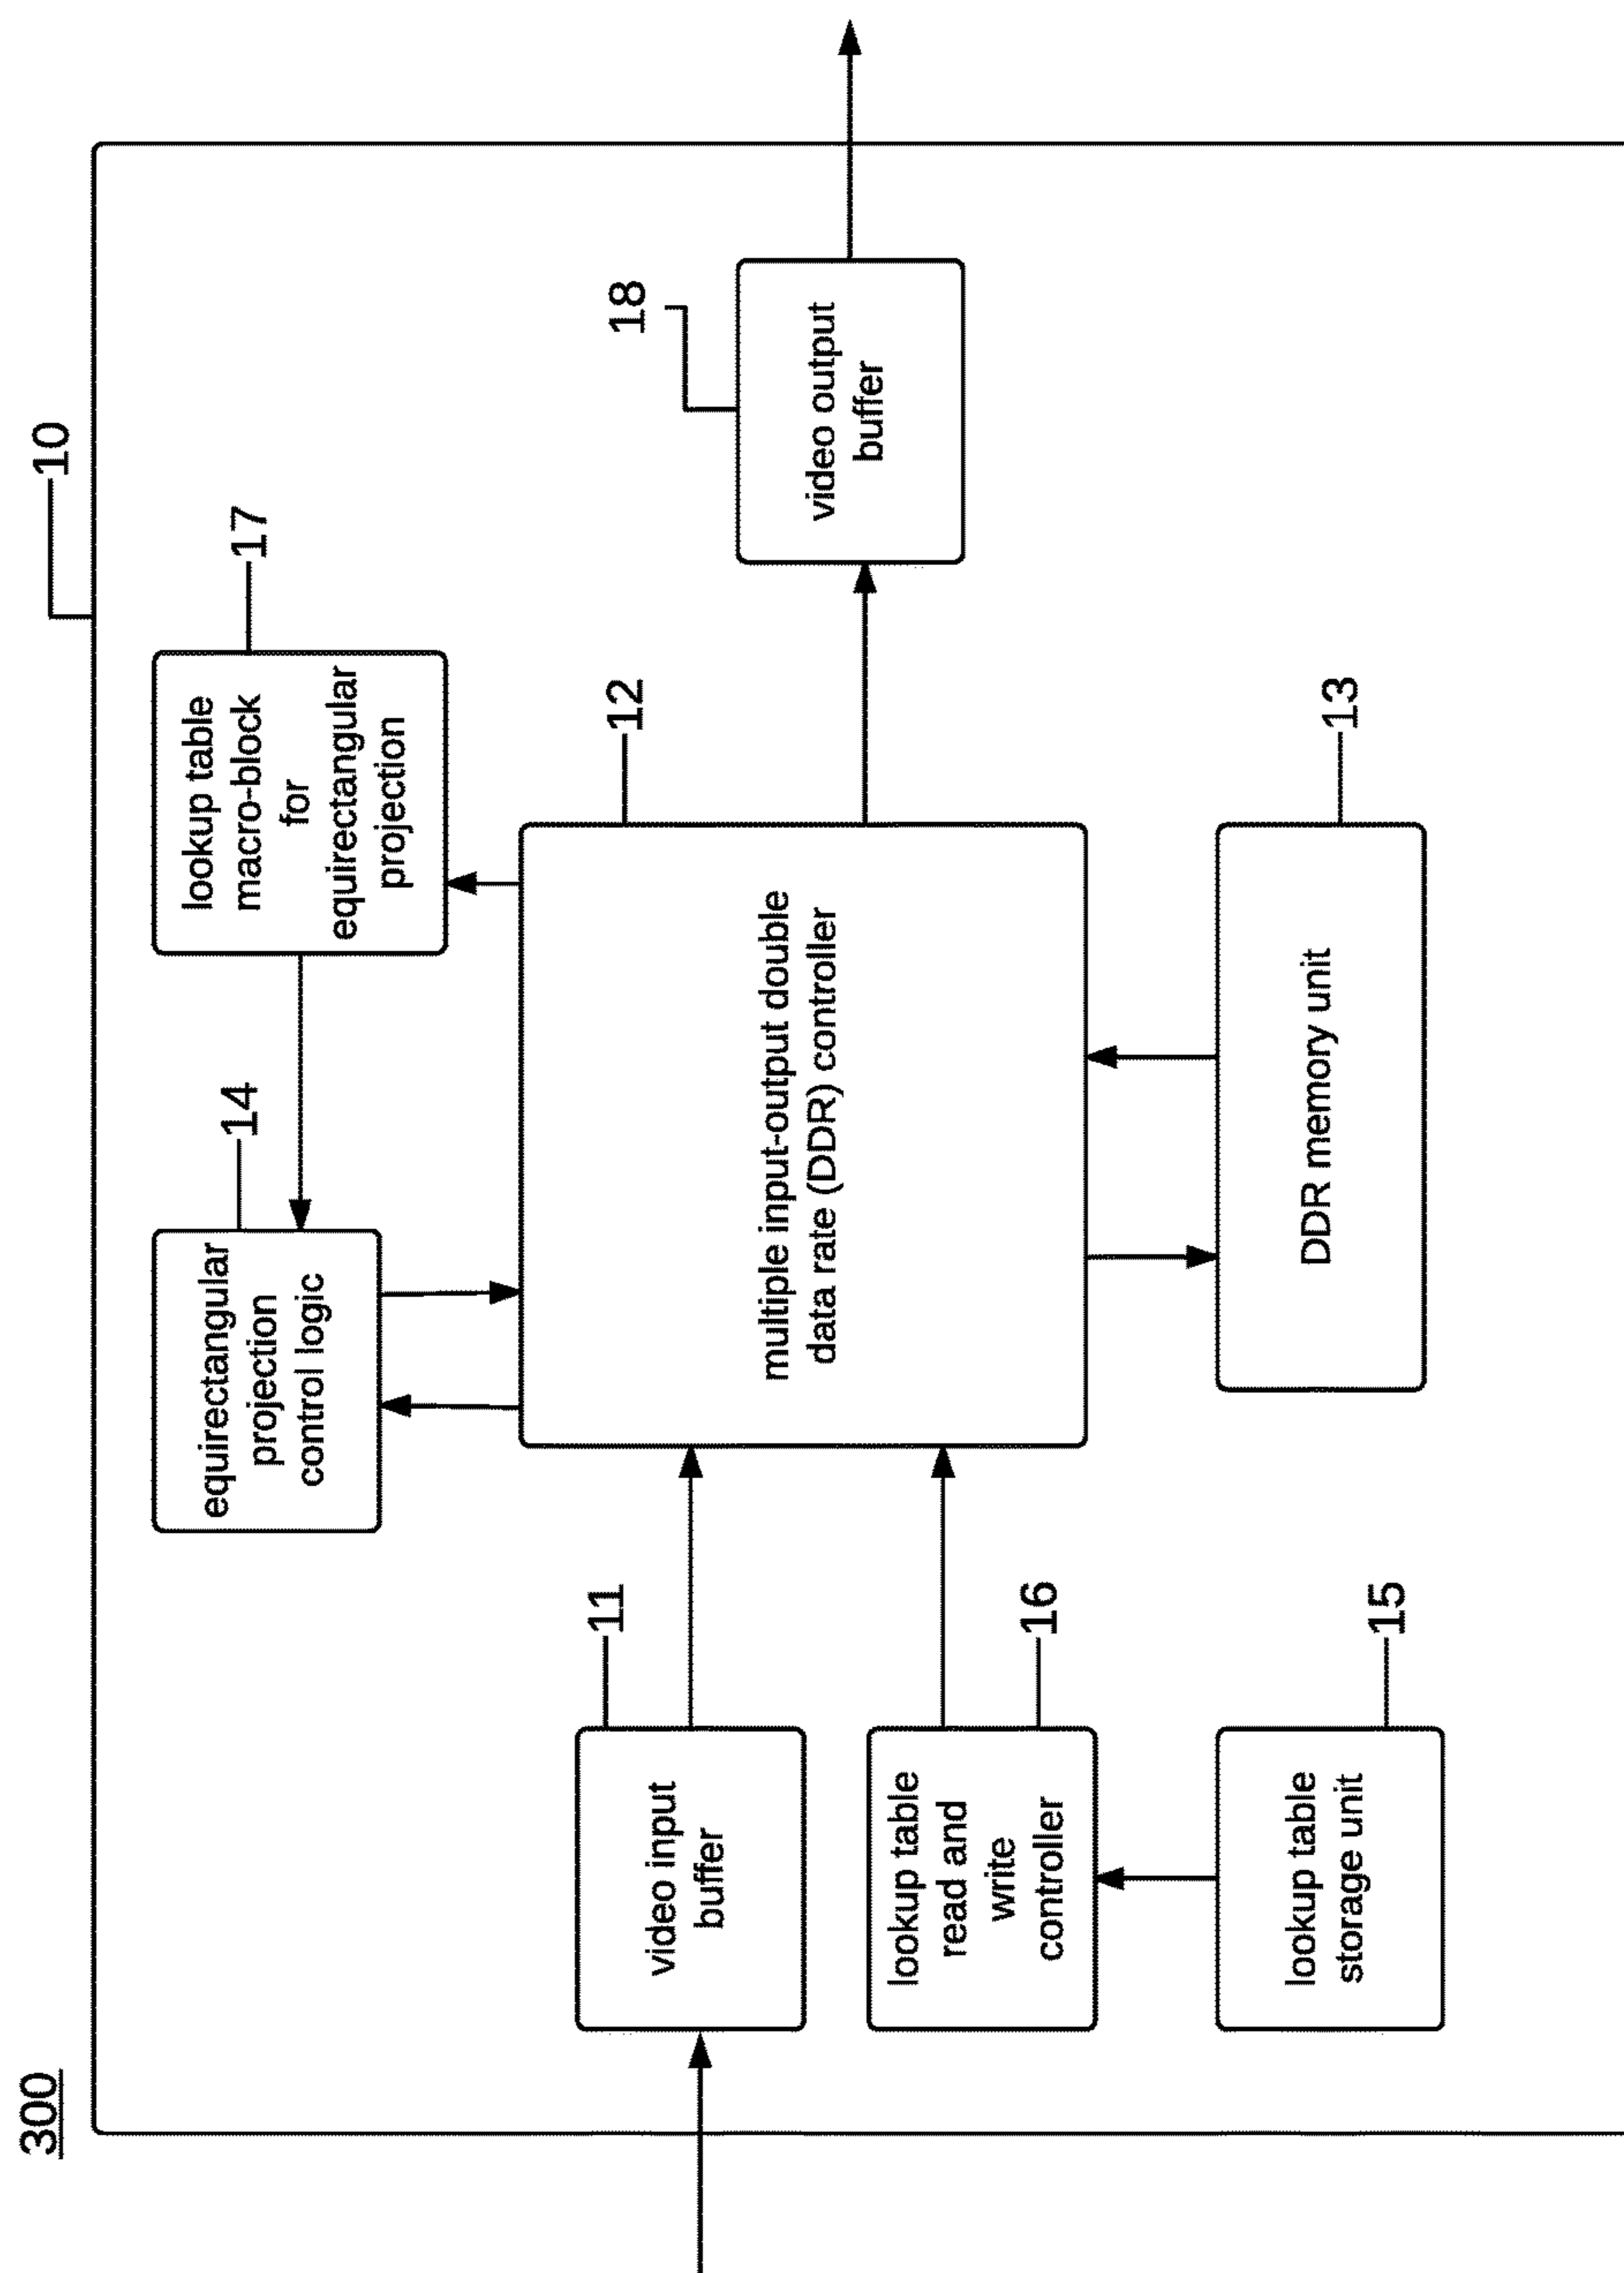 300
10
equirectangular
projection
control logic
14
lookup table
macro-block
for
equirectangular
projection
17
video input
buffer
11
multiple input-output double
data rate (DDR) controller
12
video output
buffer
18
lookup table
read and
write
controller
16
lookup table
storage unit
15
DDR memory unit
13